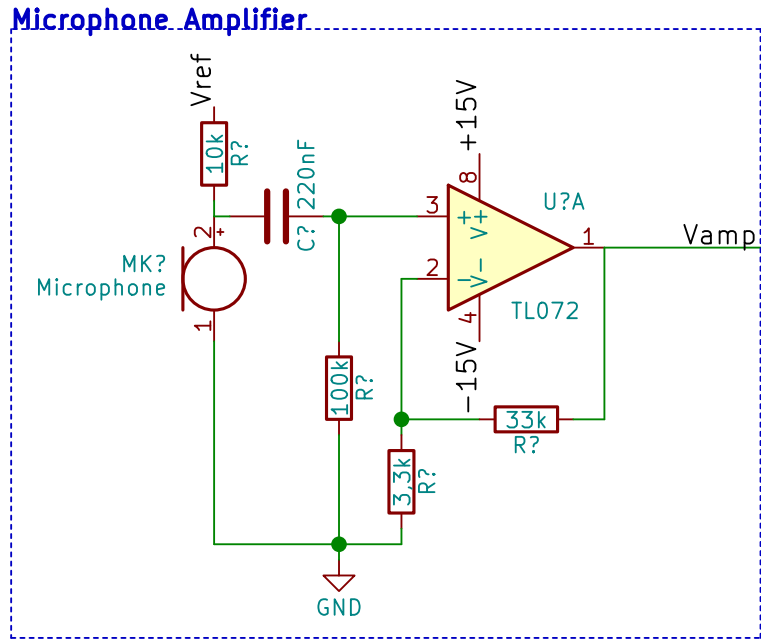 Microphone Amplifier
Vref
+15V
10k
R?
220nF
C?
8
U?A
3
+
V+
1
Vamp
2
+
MK?
Microphone
2
−
V−
TL072
1
4
−15V
100k
R?
33k
R?
3,3k
R?
GND